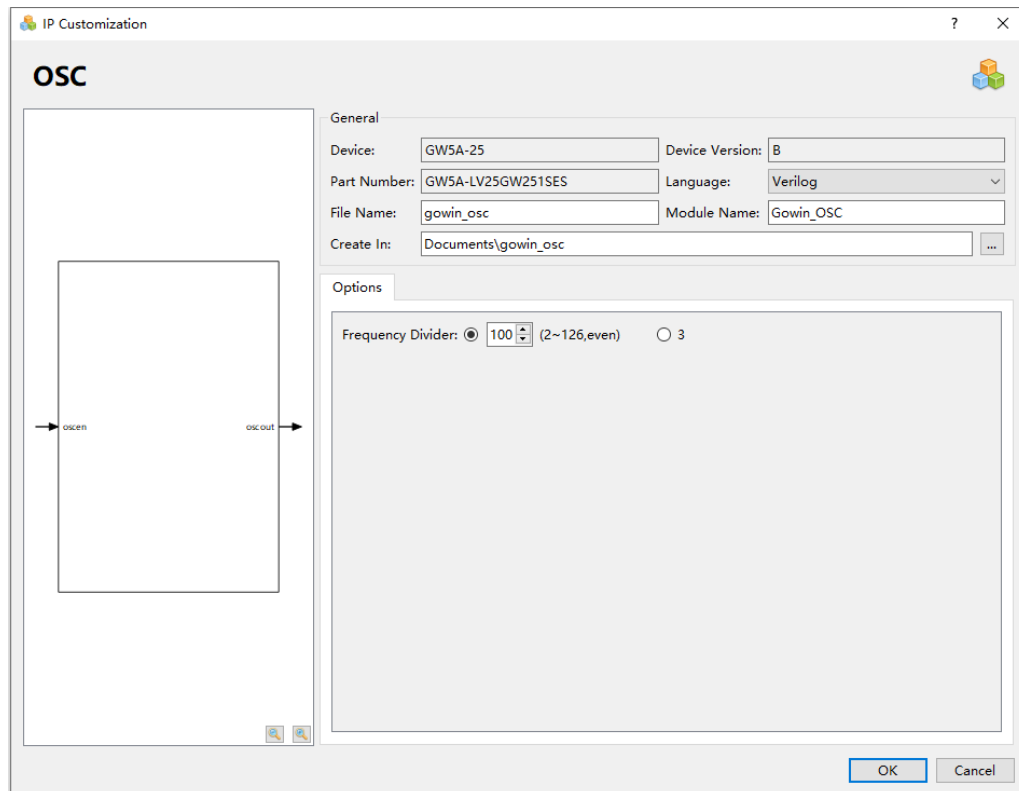 IP Customization
?
OSC
General
Device: GW5A-25 Device Version: B
Part Number: GW5A-LV25GW251SES Language: Verilog
File Name: gowin_osc Module Name: Gowin_OSC
Create In: Documents\gowin_osc ...
Options
Frequency Divider: 100 (2~126,even) 3
oscen oscout
OK Cancel